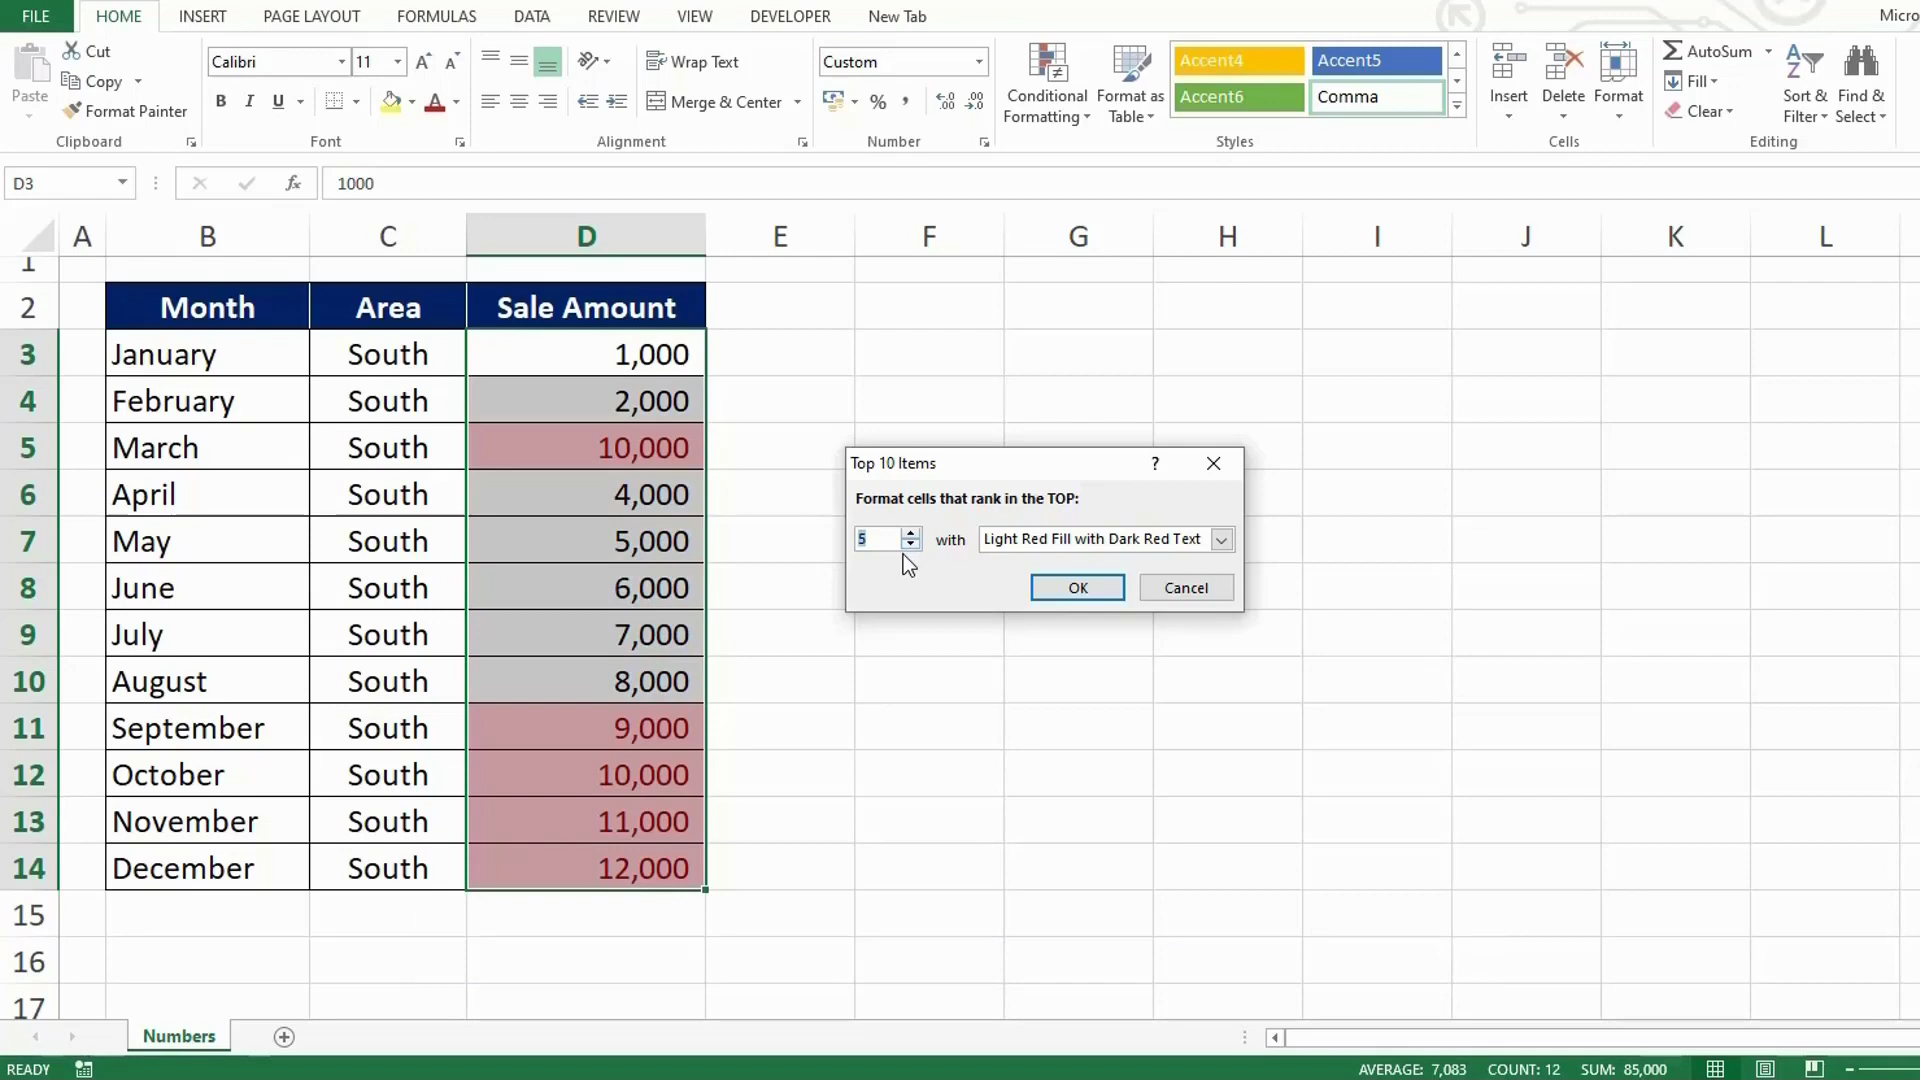 FILE HOME INSERT PAGE LAYOUT FORMULAS DATA REVIEW VIEW DEVELOPER New Tab Micro
Paste Cut Copy Format Painter
Clipboard
Calibri 11
B I U A
Font
Wrap Text
Merge & Center
Alignment
Custom
%
Number
Conditional Formatting
Format as Table
Accent4 Accent5
Accent6 Comma
Styles
Insert Delete Format
Cells
AutoSum
Fill
Clear
Sort & Filter
Find & Select
Editing
D3 fx 1000
A B C D E F G H I J K L
1
2 Month Area Sale Amount
3 January South 1,000
4 February South 2,000
5 March South 10,000
6 April South 4,000
7 May South 5,000
8 June South 6,000
9 July South 7,000
10 August South 8,000
11 September South 9,000
12 October South 10,000
13 November South 11,000
14 December South 12,000
15
16
17
Top 10 Items ?
Format cells that rank in the TOP:
5 with Light Red Fill with Dark Red Text
OK Cancel
Numbers
READY AVERAGE: 7,083 COUNT: 12 SUM: 85,000